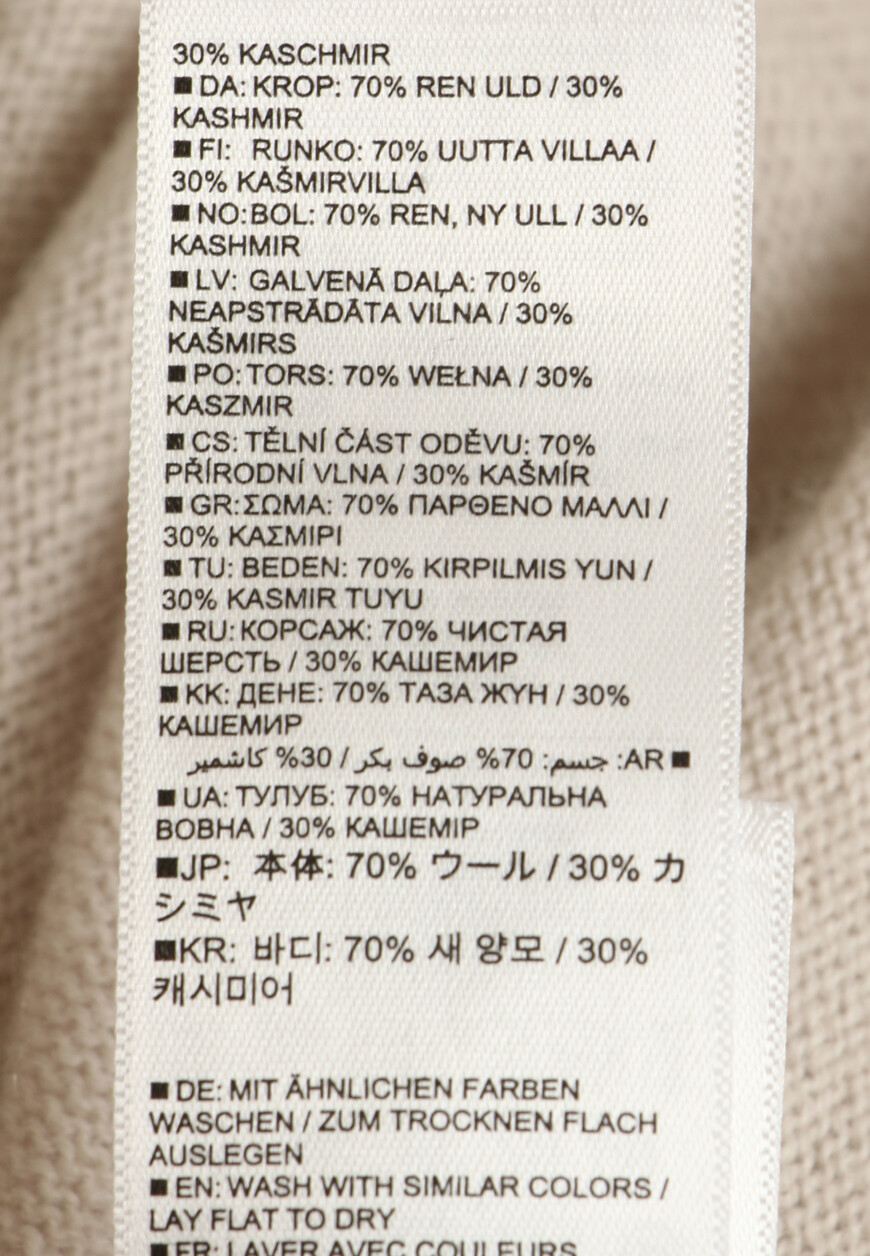 30% KASCHMIR
■ DA: KROP: 70% REN ULD / 30%
KASHMIR
■ FI: RUNKO: 70% UUTTA VILLAA /
30% KAŠMIRVILLA
■ NO: BOL: 70% REN, NY ULL / 30%
KASHMIR
■ LV: GALVENĀ DAĻA: 70%
NEAPSTRĀDĀTA VILNA / 30%
KAŠMIRS
■ PO: TORS: 70% WEŁNA / 30%
KASZMIR
■ CS: TĚLNÍ ČÁST ODĚVU: 70%
PŘÍRODNÍ VLNA / 30% KAŠMÍR
■ GR: ΣΩΜΑ: 70% ΠΑΡΘΕΝΟ ΜΑΛΛΙ /
30% ΚΑΣΜΙΡΙ
■ TU: BEDEN: 70% KIRPILMIS YUN /
30% KASMIR TUYU
■ RU: КОРСАЖ: 70% ЧИСТАЯ
ШЕРСТЬ / 30% КАШЕМИР
■ KK: ДЕНЕ: 70% ТАЗА ЖҮН / 30%
КАШЕМИР
■ AR: جسم: 70% صوف بكر / 30% كاشمير
■ UA: ТУЛУБ: 70% НАТУРАЛЬНА
ВОВНА / 30% КАШЕМІР
■JP: 本体: 70% ウール / 30% カ
シミヤ
■KR: 바디: 70% 새 양모 / 30%
캐시미어
■ DE: MIT ÄHNLICHEN FARBEN
WASCHEN / ZUM TROCKNEN FLACH
AUSLEGEN
■ EN: WASH WITH SIMILAR COLORS /
LAY FLAT TO DRY
■ FR: LAVER AVEC COULEURS